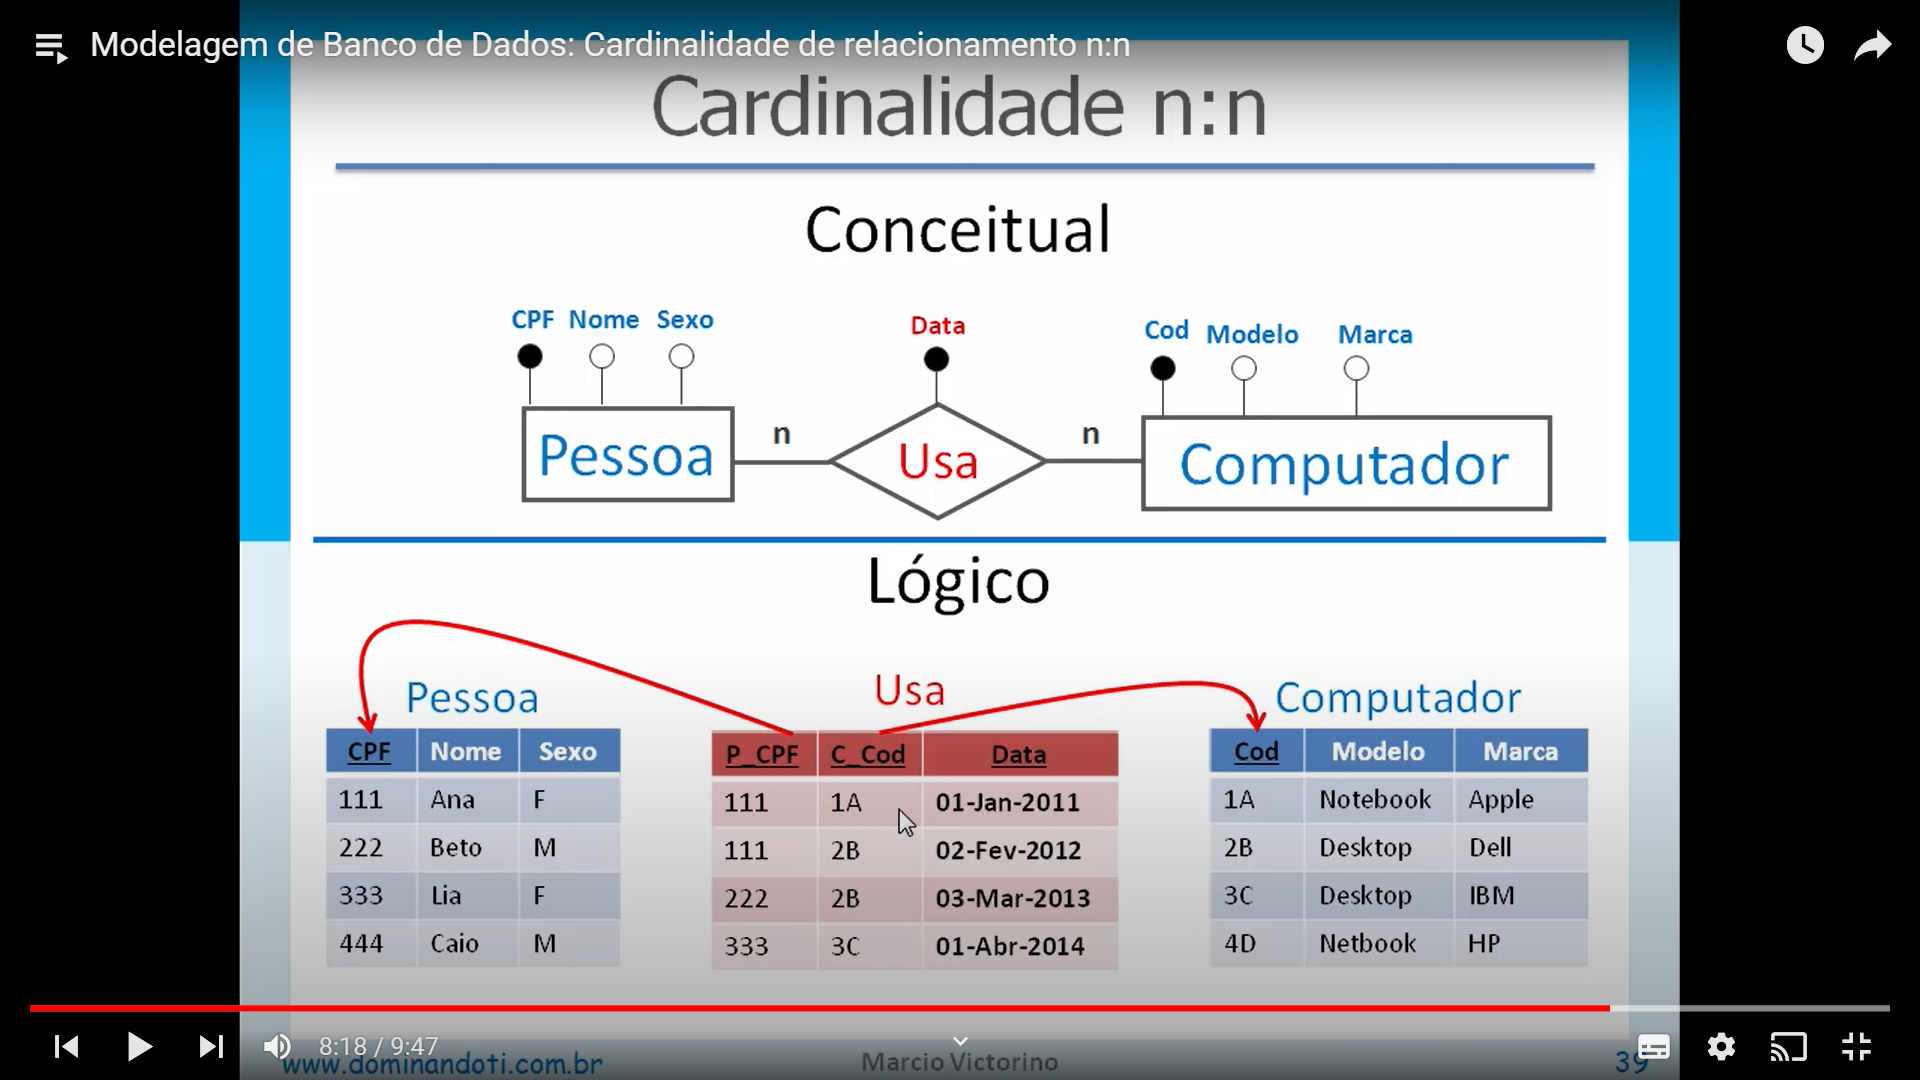 Modelagem de Banco de Dados: Cardinalidade de relacionamento n:n
Cardinalidade n:n
Conceitual
CPF Nome Sexo
Data
Cod Modelo Marca
Pessoa n Usa n Computador
Lógico
Pessoa
CPF Nome Sexo
111 Ana F
222 Beto M
333 Lia F
444 Caio M
Usa
P_CPF C_Cod Data
111 1A 01-Jan-2011
111 2B 02-Fev-2012
222 2B 03-Mar-2013
333 3C 01-Abr-2014
Computador
Cod Modelo Marca
1A Notebook Apple
2B Desktop Dell
3C Desktop IBM
4D Netbook HP
8:18 / 9:47
www.dominandoti.com.br
Marcio Victorino
39